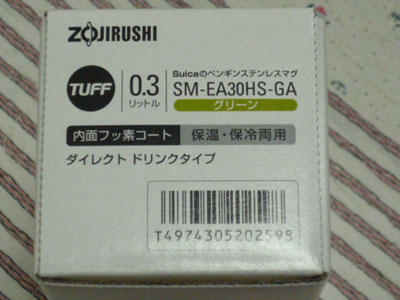 ZOJIRUSHI
TUFF
0.3
リットル
Suicaのペンギンステンレスマグ
SM-EA30HS-GA
グリーン
内面フッ素コート
保温・保冷両用
ダイレクト ドリンクタイプ
T4974305202598